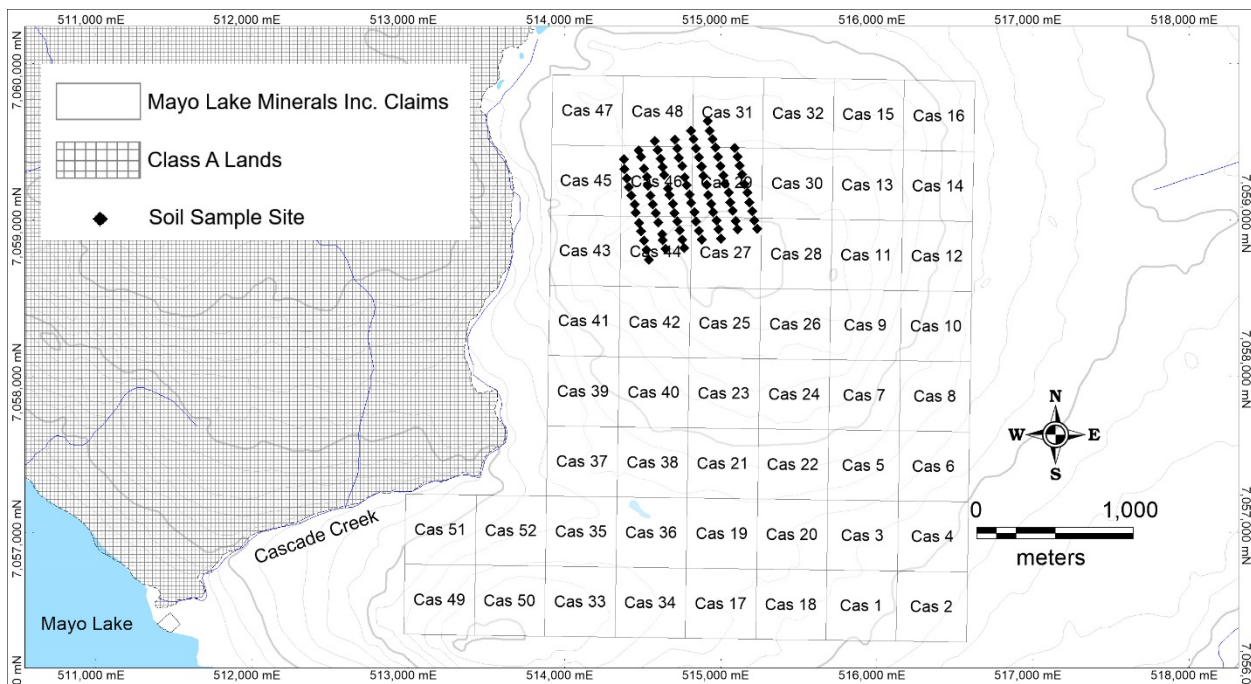 511,000 mE 512,000 mE 513,000 mE 514,000 mE 515,000 mE 516,000 mE 517,000 mE 518,000 mE
7,060,000 mN
7,059,000 mN
7,058,000 mN
7,057,000 mN
0 mN
Mayo Lake Minerals Inc. Claims
Class A Lands
Soil Sample Site
Cas 47 Cas 48 Cas 31 Cas 32 Cas 15 Cas 16
Cas 45 Cas 46 Cas 29 Cas 30 Cas 13 Cas 14
Cas 43 Cas 44 Cas 27 Cas 28 Cas 11 Cas 12
Cas 41 Cas 42 Cas 25 Cas 26 Cas 9 Cas 10
Cas 39 Cas 40 Cas 23 Cas 24 Cas 7 Cas 8
Cas 37 Cas 38 Cas 21 Cas 22 Cas 5 Cas 6
Cas 51 Cas 52 Cas 35 Cas 36 Cas 19 Cas 20 Cas 3 Cas 4
Cas 49 Cas 50 Cas 33 Cas 34 Cas 17 Cas 18 Cas 1 Cas 2
Cascade Creek
Mayo Lake
N
W E
S
0 1,000
meters
7,059,000 mN
7,058,000 mN
7,057,000 mN
7,056,0
511,000 mE 512,000 mE 513,000 mE 514,000 mE 515,000 mE 516,000 mE 517,000 mE 518,000 mE